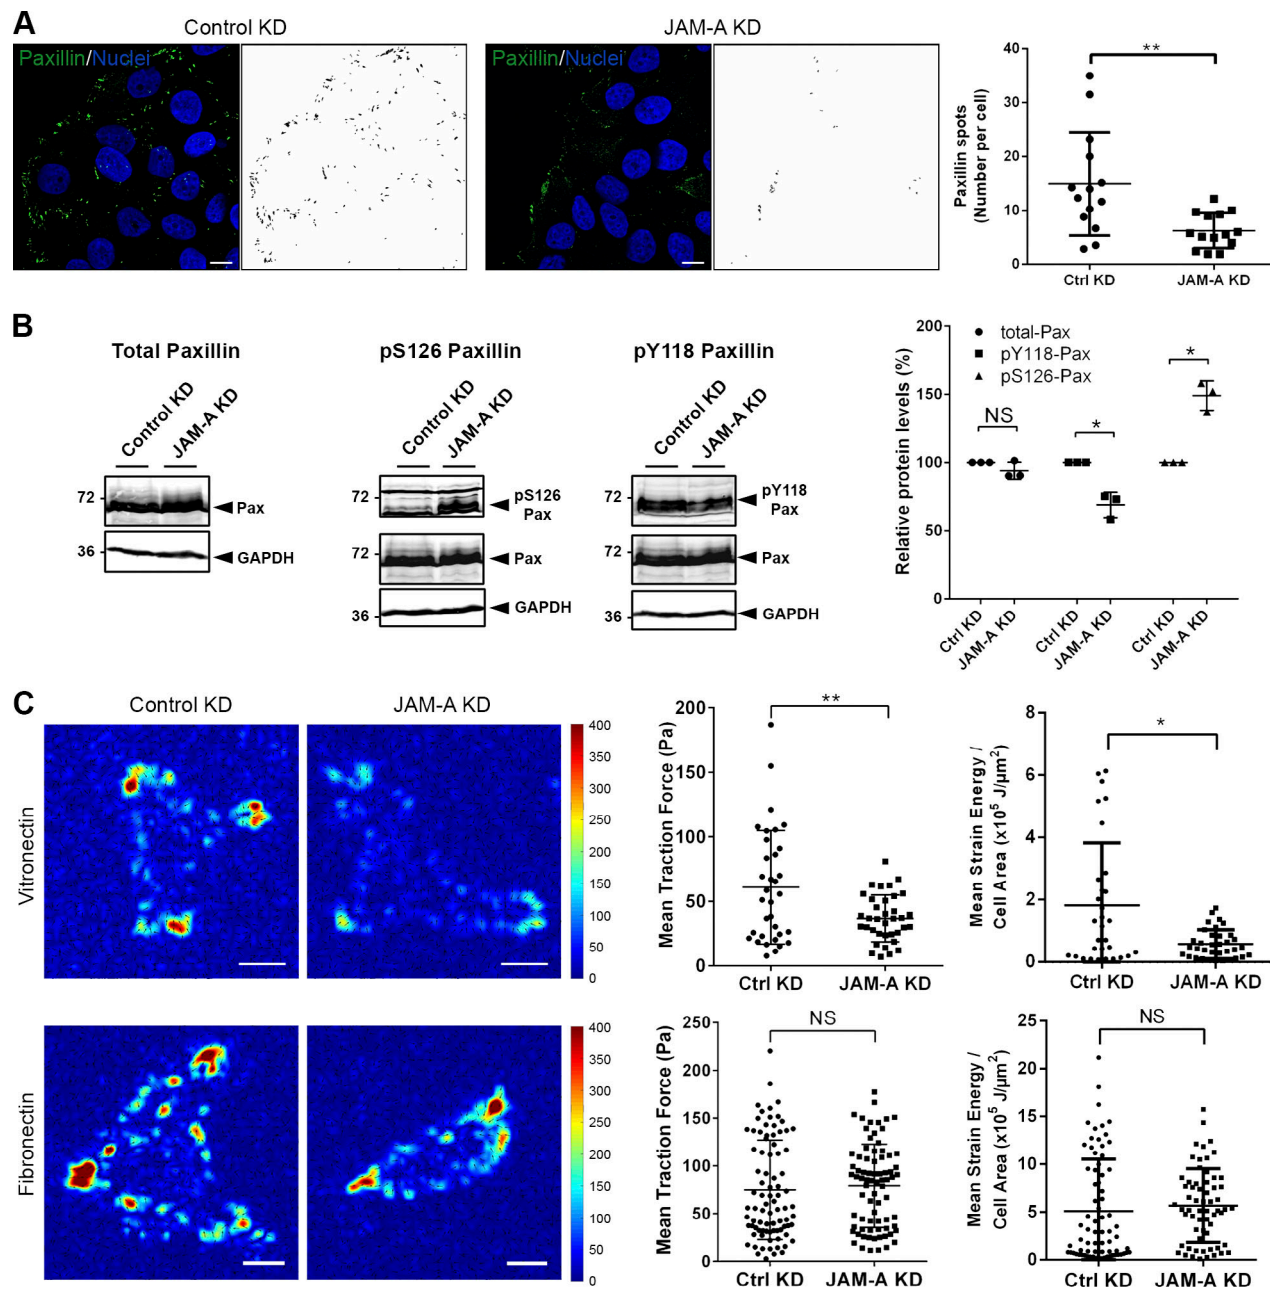 A
Control KD
JAM-A KD
Paxillin/Nuclei
Paxillin/Nuclei
Paxillin spots
(Number per cell)
40
30
20
10
0
**
Ctrl KD
JAM-A KD
B
Total Paxillin
pS126 Paxillin
pY118 Paxillin
Control KD
JAM-A KD
Control KD
JAM-A KD
Control KD
JAM-A KD
72
Pax
36
GAPDH
72
pS126
Pax
72
Pax
36
GAPDH
72
pY118
Pax
72
Pax
36
GAPDH
Relative protein levels (%)
200
150
100
50
0
total-Pax
pY118-Pax
pS126-Pax
NS
*
*
Ctrl KD
JAM-A KD
Ctrl KD
JAM-A KD
Ctrl KD
JAM-A KD
C
Control KD
JAM-A KD
Vitronectin
400
350
300
250
200
150
100
50
0
Mean Traction Force (Pa)
200
150
100
50
0
**
Ctrl KD
JAM-A KD
Mean Strain Energy /
Cell Area (x10⁵ J/µm²)
8
6
4
2
0
*
Ctrl KD
JAM-A KD
Fibronectin
400
350
300
250
200
150
100
50
0
Mean Traction Force (Pa)
250
200
150
100
50
0
NS
Ctrl KD
JAM-A KD
Mean Strain Energy /
Cell Area (x10⁵ J/µm²)
25
20
15
10
5
0
NS
Ctrl KD
JAM-A KD